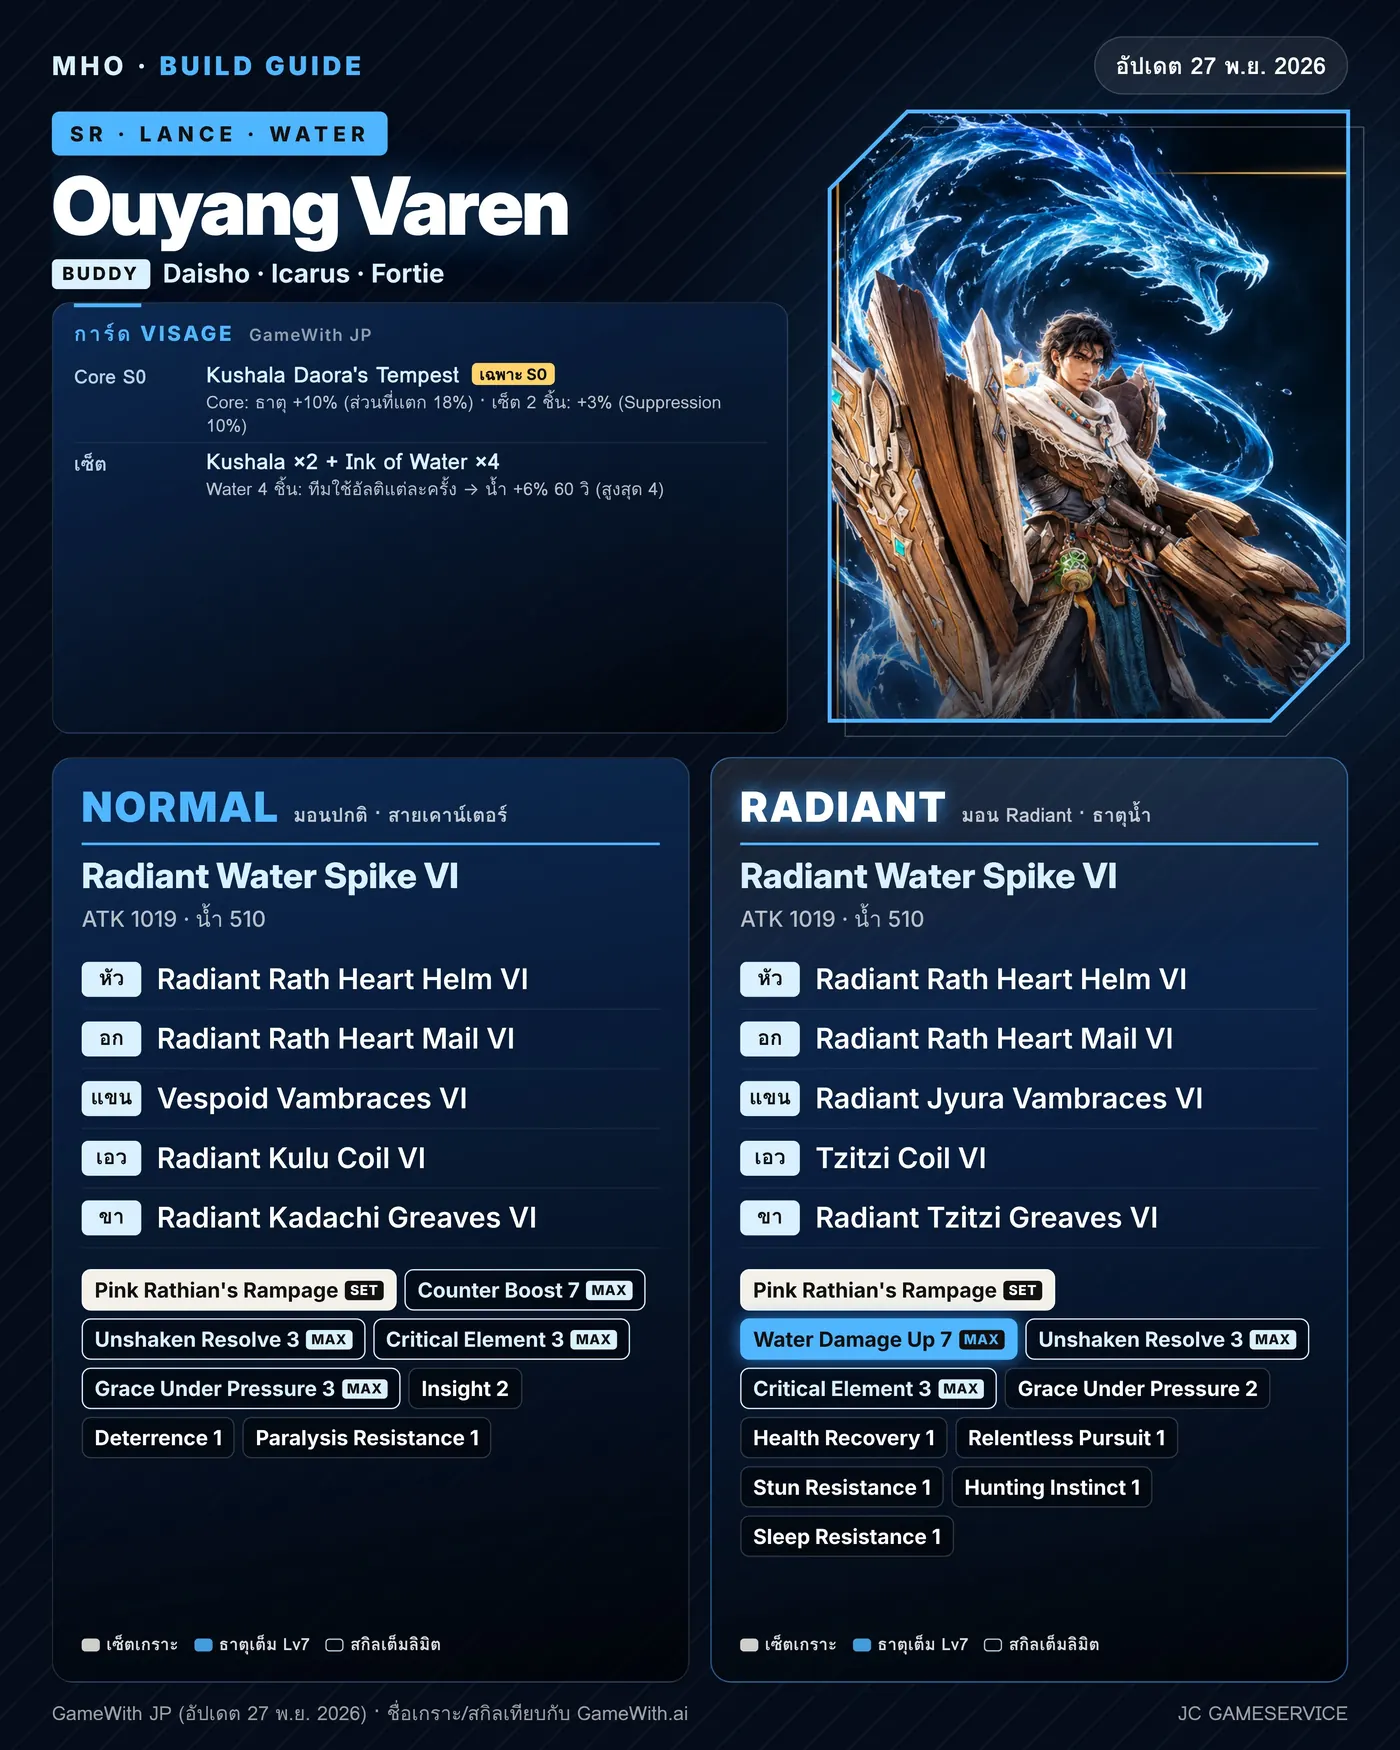 MHO · BUILD GUIDE
อัปเดต 27 พ.ย. 2026
SR · LANCE · WATER
Ouyang Varen
BUDDY Daisho · Icarus · Fortie
การ์ด VISAGE GameWith JP
Core S0 Kushala Daora's Tempest เฉพาะ S0
Core: ธาตุ +10% (ส่วนที่แตก 18%) · เซ็ต 2 ชิ้น: +3% (Suppression
10%)
เซ็ต Kushala ×2 + Ink of Water ×4
Water 4 ชิ้น: ทีมใช้อัลติแต่ละครั้ง → น้ำ +6% 60 วิ (สูงสุด 4)
NORMAL มอนปกติ · สายเคาน์เตอร์
Radiant Water Spike VI
ATK 1019 · น้ำ 510
หัว Radiant Rath Heart Helm VI
อก Radiant Rath Heart Mail VI
แขน Vespoid Vambraces VI
เอว Radiant Kulu Coil VI
ขา Radiant Kadachi Greaves VI
Pink Rathian's Rampage SET Counter Boost 7 MAX
Unshaken Resolve 3 MAX Critical Element 3 MAX
Grace Under Pressure 3 MAX Insight 2
Deterrence 1 Paralysis Resistance 1
เซ็ตเกราะ ธาตุเต็ม Lv7 สกิลเต็มลิมิต
RADIANT มอน Radiant · ธาตุน้ำ
Radiant Water Spike VI
ATK 1019 · น้ำ 510
หัว Radiant Rath Heart Helm VI
อก Radiant Rath Heart Mail VI
แขน Radiant Jyura Vambraces VI
เอว Tzitzi Coil VI
ขา Radiant Tzitzi Greaves VI
Pink Rathian's Rampage SET
Water Damage Up 7 MAX Unshaken Resolve 3 MAX
Critical Element 3 MAX Grace Under Pressure 2
Health Recovery 1 Relentless Pursuit 1
Stun Resistance 1 Hunting Instinct 1
Sleep Resistance 1
เซ็ตเกราะ ธาตุเต็ม Lv7 สกิลเต็มลิมิต
GameWith JP (อัปเดต 27 พ.ย. 2026) · ชื่อเกราะ/สกิลเทียบกับ GameWith.ai
JC GAMESERVICE